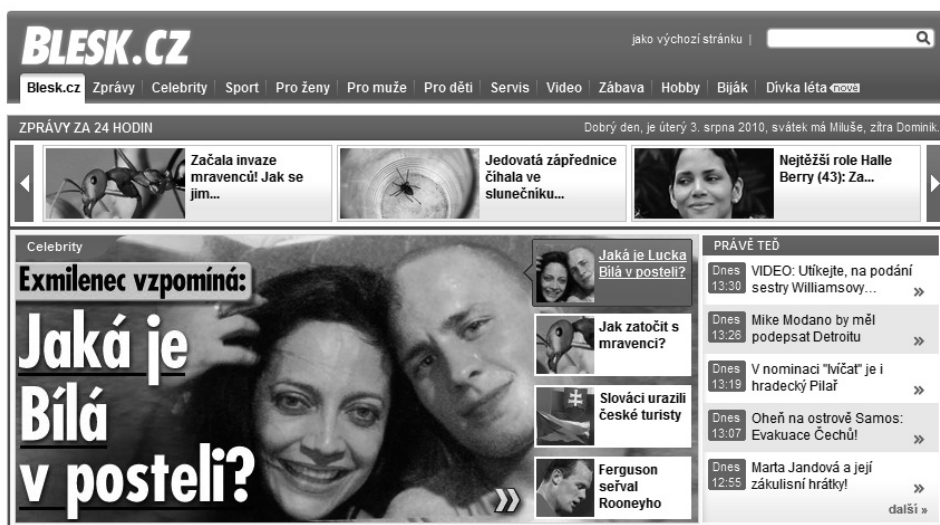 BLESK.CZ
jako výchozí stránku |
Blesk.cz Zprávy Celebrity Sport Pro ženy Pro muže Pro děti Servis Video Zábava Hobby Biják Dívka léta nové
ZPRÁVY ZA 24 HODIN
Dobrý den, je úterý 3. srpna 2010, svátek má Miluše, zítra Dominik.
Začala invaze
mravenců! Jak se
jim...
Jedovatá zápřednice
číhala ve
slunečníku...
Nejtěžší role Halle
Berry (43): Za...
Celebrity
Exmilenec vzpomíná:
Jaká je
Bílá
v posteli?
»
Jaká je Lucka
Bílá v posteli?
Jak zatočit s
mravenci?
Slováci urazili
české turisty
Ferguson
seřval
Rooneyho
PRÁVĚ TEĎ
Dnes VIDEO: Utíkejte, na podání
13:30 sestry Williamsovy... »
Dnes Mike Modano by měl
13:26 podepsat Detroitu »
Dnes V nominaci "lvíčat" je i
13:19 hradecký Pilař »
Dnes Oheň na ostrově Samos:
13:07 Evakuace Čechů! »
Dnes Marta Jandová a její
12:55 zákulisní hrátky! »
další »